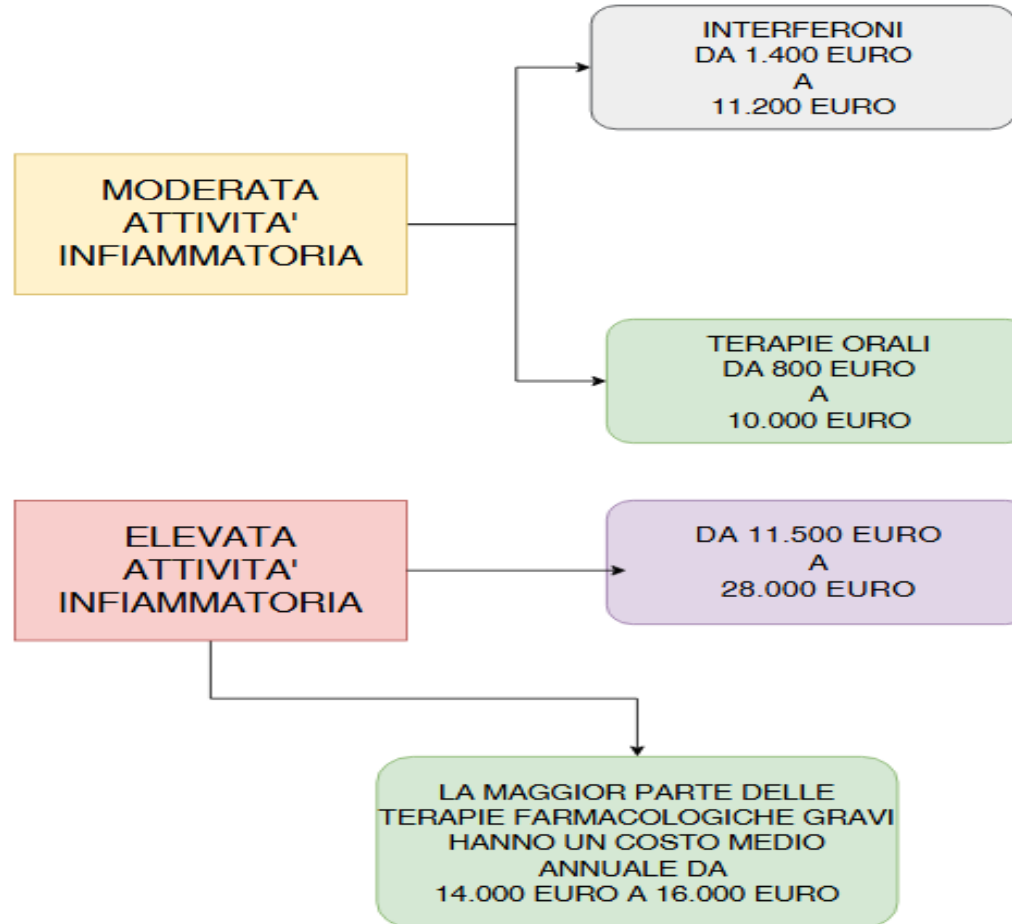 INTERFERONI
DA 1.400 EURO
A
11.200 EURO
MODERATA
ATTIVITA'
INFIAMMATORIA
TERAPIE ORALI
DA 800 EURO
A
10.000 EURO
ELEVATA
ATTIVITA'
INFIAMMATORIA
DA 11.500 EURO
A
28.000 EURO
LA MAGGIOR PARTE DELLE
TERAPIE FARMACOLOGICHE GRAVI
HANNO UN COSTO MEDIO
ANNUALE DA
14.000 EURO A 16.000 EURO